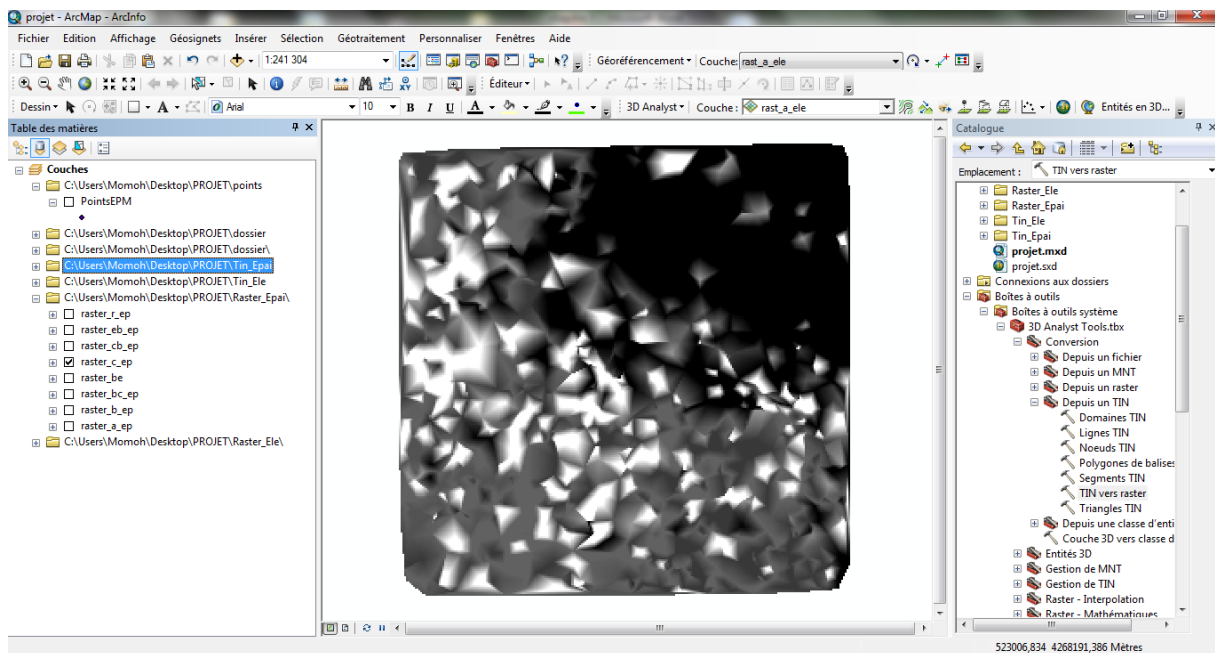 projet - ArcMap - ArcInfo
Fichier Edition Affichage Géosignets Insérer Sélection Géotraitement Personnaliser Fenêtres Aide
1:241 304 Géoréférencement Couche: rast_a_ele
Éditeur
Dessin A Arial 10 B I U A 3D Analyst Couche : rast_a_ele Entités en 3D...
Table des matières
Couches
C:\Users\Momoh\Desktop\PROJET\points
PointsEPM
C:\Users\Momoh\Desktop\PROJET\dossier
C:\Users\Momoh\Desktop\PROJET\dossier\
C:\Users\Momoh\Desktop\PROJET\Tin_Epai
C:\Users\Momoh\Desktop\PROJET\Tin_Ele
C:\Users\Momoh\Desktop\PROJET\Raster_Epai\
raster_r_ep
raster_eb_ep
raster_cb_ep
raster_c_ep
raster_be
raster_bc_ep
raster_b_ep
raster_a_ep
C:\Users\Momoh\Desktop\PROJET\Raster_Ele\
Catalogue
Emplacement : TIN vers raster
Raster_Ele
Raster_Epai
Tin_Ele
Tin_Epai
projet.mxd
projet.sxd
Connexions aux dossiers
Boîtes à outils
Boîtes à outils système
3D Analyst Tools.tbx
Conversion
Depuis un fichier
Depuis un MNT
Depuis un raster
Depuis un TIN
Domaines TIN
Lignes TIN
Noeuds TIN
Polygones de balises
Segments TIN
TIN vers raster
Triangles TIN
Depuis une classe d'enti
Couche 3D vers classe d
Entités 3D
Gestion de MNT
Gestion de TIN
Raster - Interpolation
Raster - Mathématiques
523006,834 4268191,386 Mètres